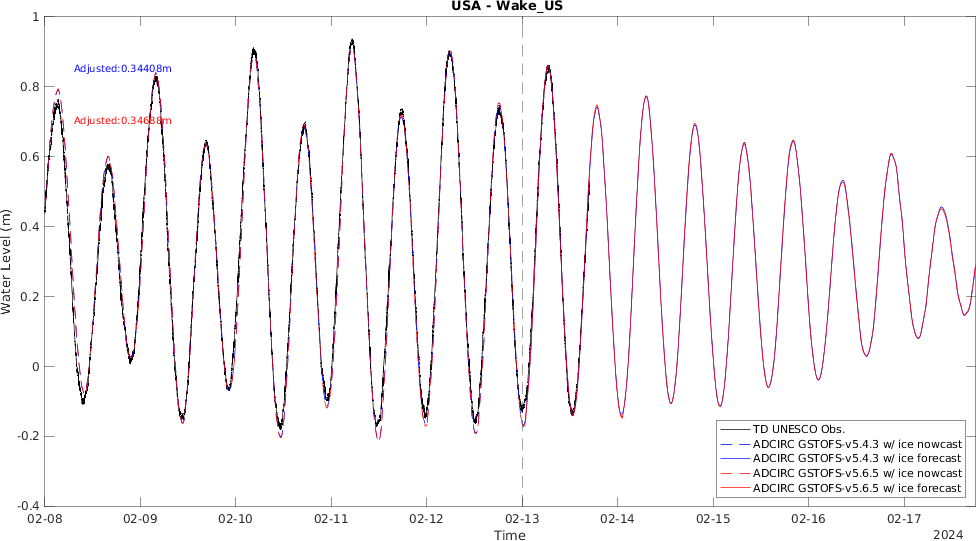 USA - Wake_US
1
0.8
0.6
0.4
0.2
0
-0.2
-0.4
Water Level (m)
Adjusted:0.34408m
Adjusted:0.34638m
TD UNESCO Obs.
ADCIRC GSTOFS-v5.4.3 w/ ice nowcast
ADCIRC GSTOFS-v5.4.3 w/ ice forecast
ADCIRC GSTOFS-v5.6.5 w/ ice nowcast
ADCIRC GSTOFS-v5.6.5 w/ ice forecast
02-08 02-09 02-10 02-11 02-12 02-13 02-14 02-15 02-16 02-17
Time
2024